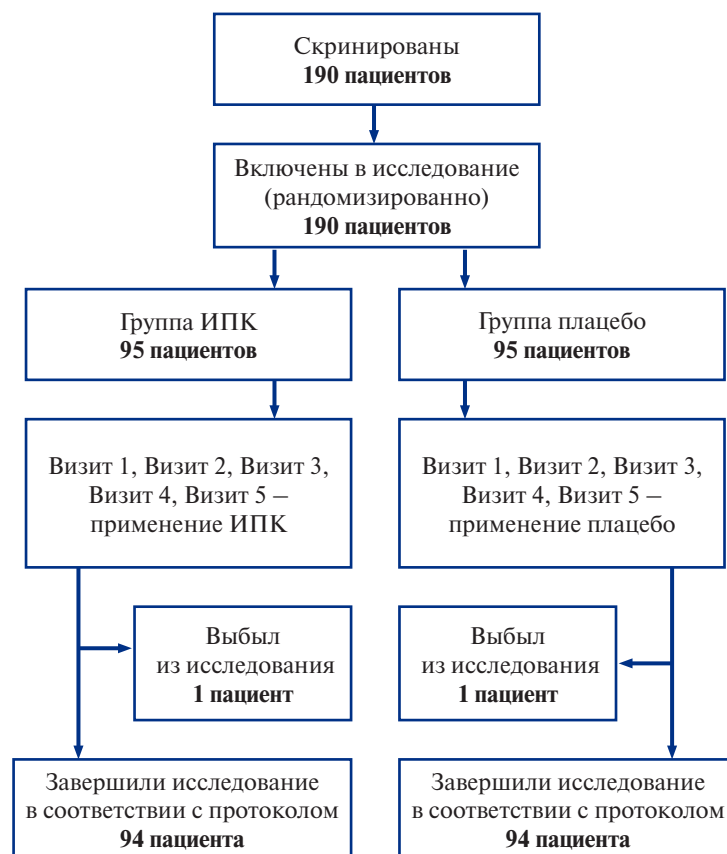 Скринированы
190 пациентов
Включены в исследование
(рандомизированно)
190 пациентов
Группа ИПК
95 пациентов
Группа плацебо
95 пациентов
Визит 1, Визит 2, Визит 3,
Визит 4, Визит 5 –
применение ИПК
Визит 1, Визит 2, Визит 3,
Визит 4, Визит 5 –
применение плацебо
Выбыл
из исследования
1 пациент
Выбыл
из исследования
1 пациент
Завершили исследование
в соответствии с протоколом
94 пациента
Завершили исследование
в соответствии с протоколом
94 пациента